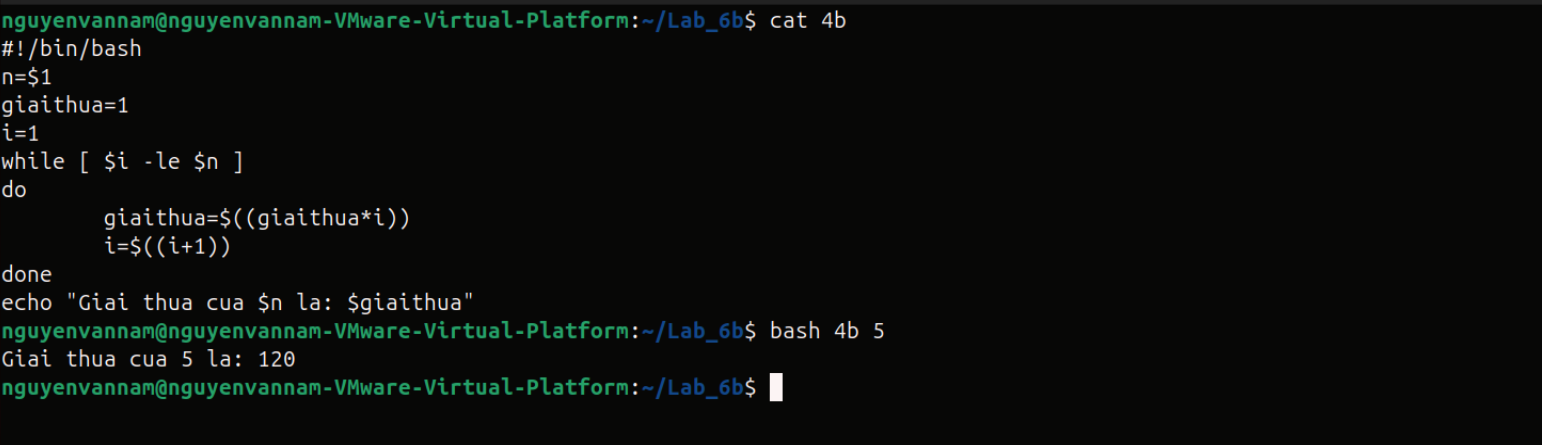 nguyenvannam@nguyenvannam-VMware-Virtual-Platform:~/Lab_6b$ cat 4b
#!/bin/bash
n=$1
giaithua=1
i=1
while [ $i -le $n ]
do
        giaithua=$((giaithua*i))
        i=$((i+1))
done
echo "Giai thua cua $n la: $giaithua"
nguyenvannam@nguyenvannam-VMware-Virtual-Platform:~/Lab_6b$ bash 4b 5
Giai thua cua 5 la: 120
nguyenvannam@nguyenvannam-VMware-Virtual-Platform:~/Lab_6b$